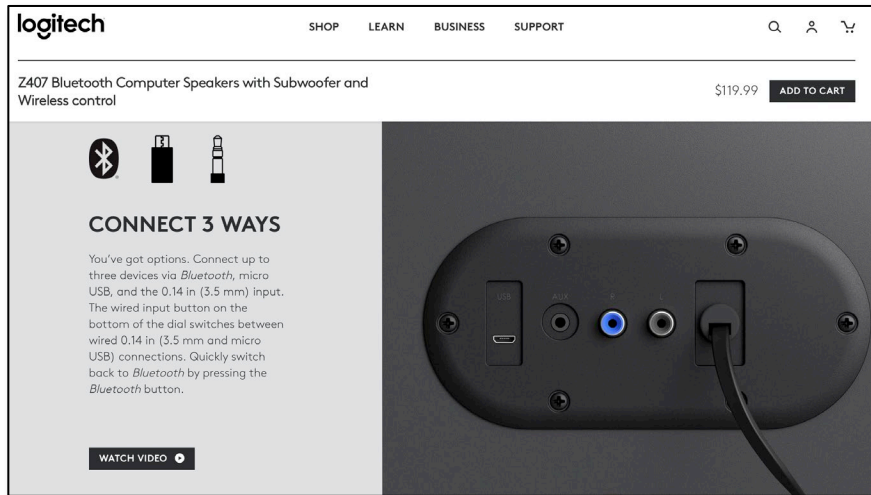 logitech
SHOP LEARN BUSINESS SUPPORT
Z407 Bluetooth Computer Speakers with Subwoofer and
Wireless control
$119.99 ADD TO CART
CONNECT 3 WAYS
You’ve got options. Connect up to
three devices via Bluetooth, micro
USB, and the 0.14 in (3.5 mm) input.
The wired input button on the
bottom of the dial switches between
wired 0.14 in (3.5 mm and micro
USB) connections. Quickly switch
back to Bluetooth by pressing the
Bluetooth button.
WATCH VIDEO
USB AUX R L